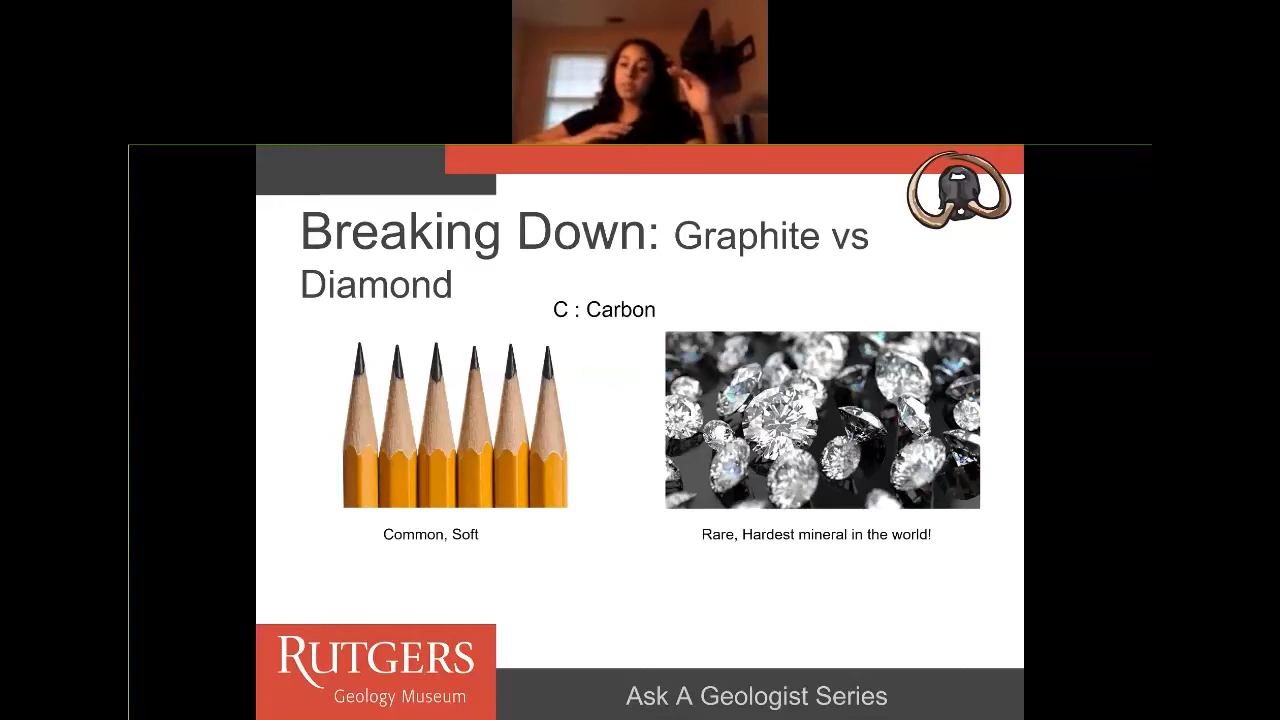 Breaking Down: Graphite vs
Diamond
C : Carbon
Common, Soft
Rare, Hardest mineral in the world!
RUTGERS
Geology Museum
Ask A Geologist Series